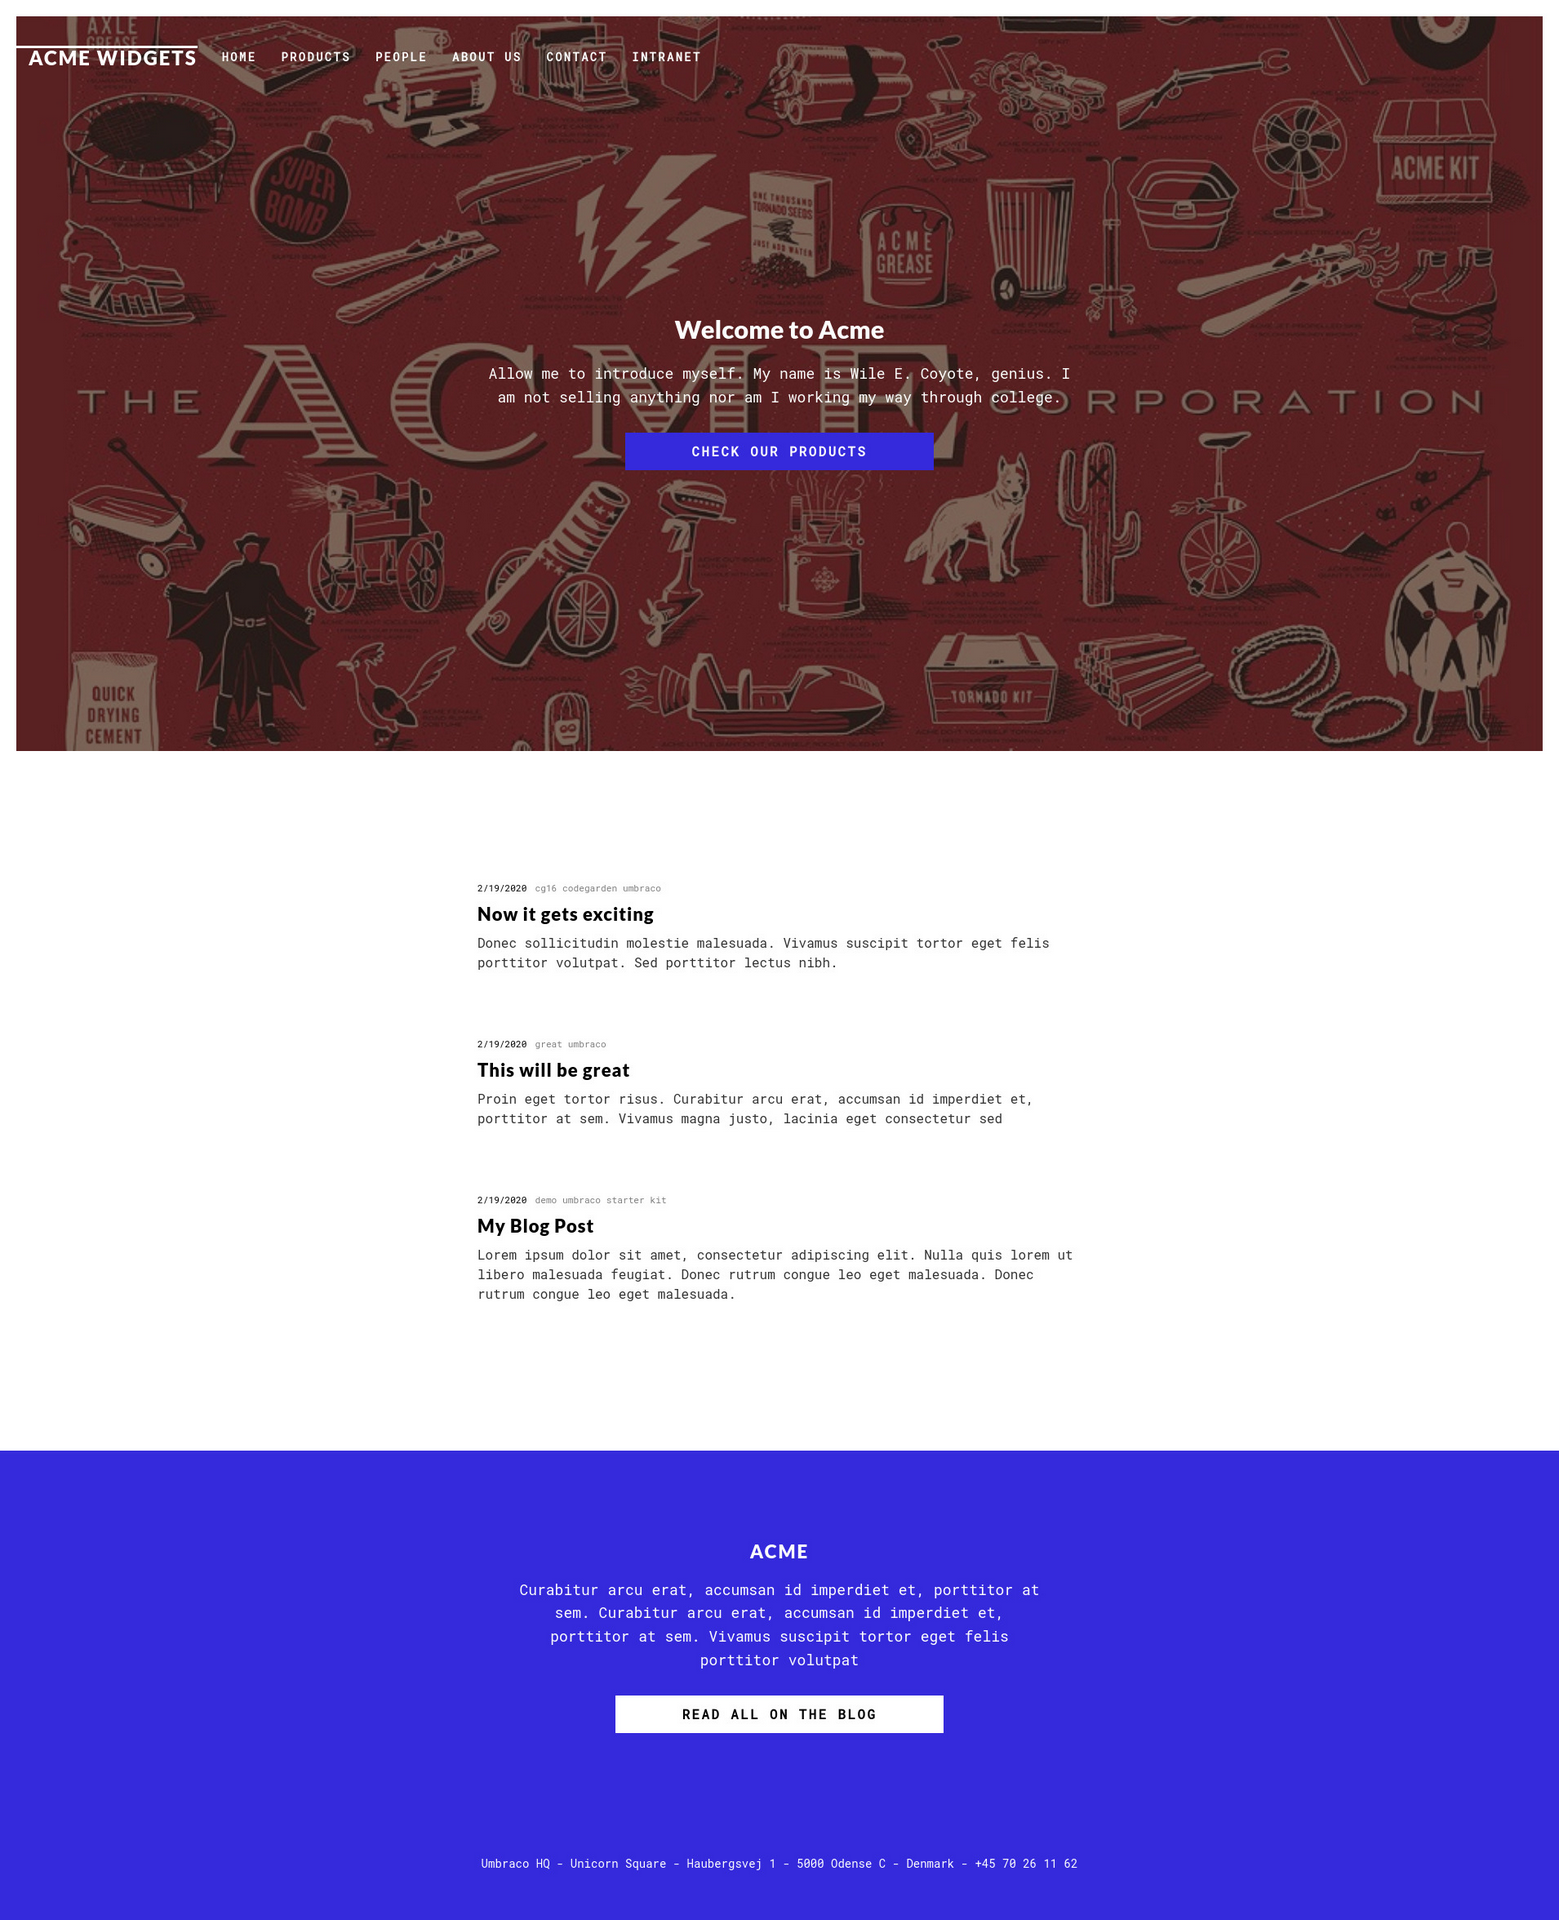 AXLE
GREASE
ACME WIDGETS
HOME
PRODUCTS
PEOPLE
ABOUT US
CONTACT
INTRANET
SUPER
BOMB
ONE THOUSAND
TORNADO SEEDS
JUST ADD WATER
ACME
GREASE
ACME KIT
Welcome to Acme
THE ACME CORPORATION
Allow me to introduce myself. My name is Wile E. Coyote, genius. I
am not selling anything nor am I working my way through college.
CHECK OUR PRODUCTS
QUICK
DRYING
CEMENT
TORNADO KIT
2/19/2020 cg16 codegarden umbraco
Now it gets exciting
Donec sollicitudin molestie malesuada. Vivamus suscipit tortor eget felis
porttitor volutpat. Sed porttitor lectus nibh.
2/19/2020 great umbraco
This will be great
Proin eget tortor risus. Curabitur arcu erat, accumsan id imperdiet et,
porttitor at sem. Vivamus magna justo, lacinia eget consectetur sed
2/19/2020 demo umbraco starter kit
My Blog Post
Lorem ipsum dolor sit amet, consectetur adipiscing elit. Nulla quis lorem ut
libero malesuada feugiat. Donec rutrum congue leo eget malesuada. Donec
rutrum congue leo eget malesuada.
ACME
Curabitur arcu erat, accumsan id imperdiet et, porttitor at
sem. Curabitur arcu erat, accumsan id imperdiet et,
porttitor at sem. Vivamus suscipit tortor eget felis
porttitor volutpat
READ ALL ON THE BLOG
Umbraco HQ - Unicorn Square - Haubergsvej 1 - 5000 Odense C - Denmark - +45 70 26 11 62